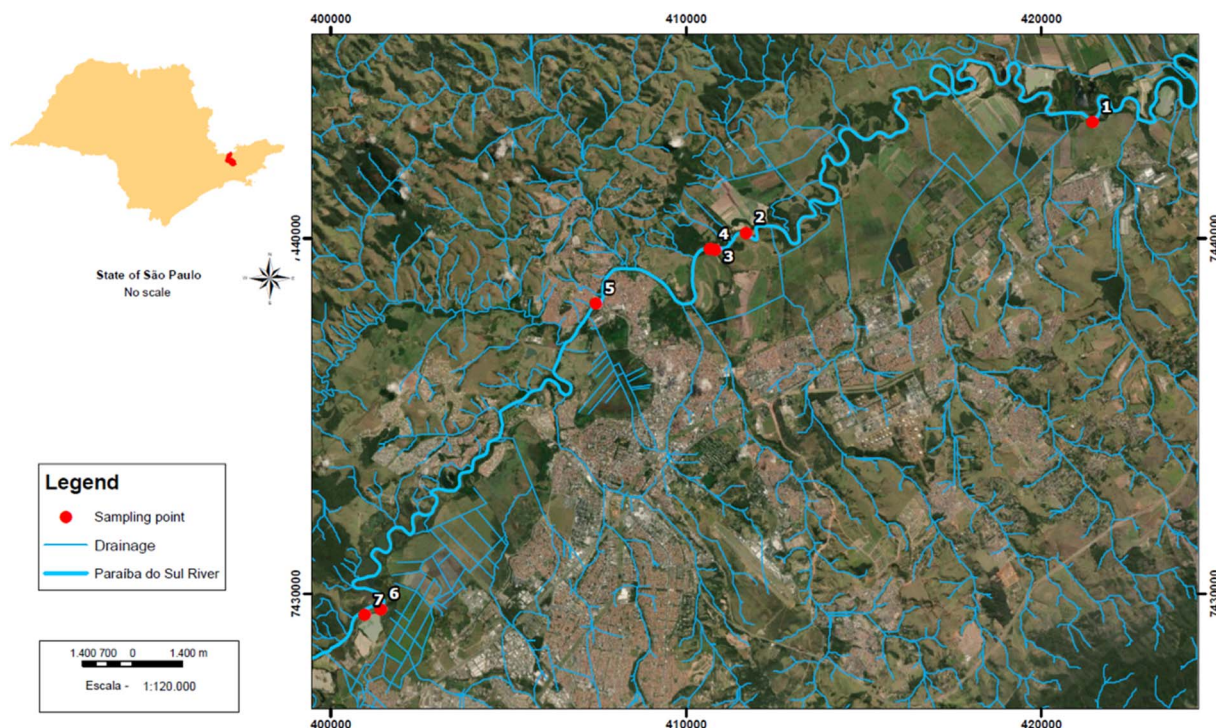 400000
410000
420000
1
2
4
7440000
3
State of São Paulo
No scale
5
Legend
Sampling point
Drainage
Paraíba do Sul River
7430000
7430000
6
7
1.400 700 0 1.400 m
Escala - 1:120.000
400000
410000
420000